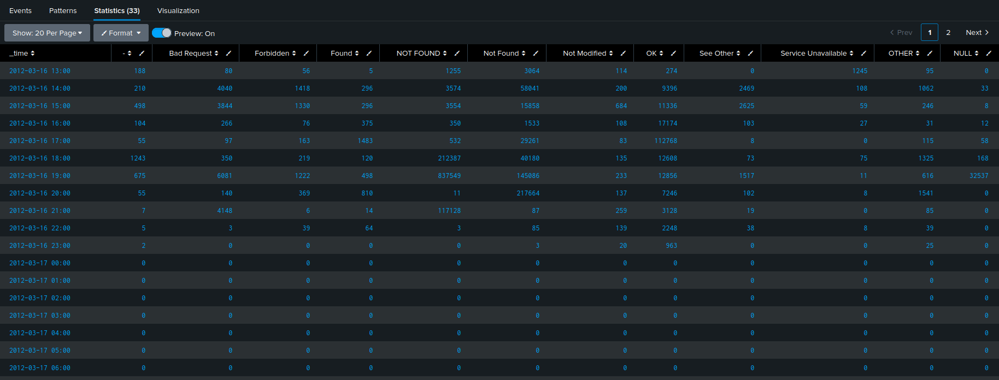 Events Patterns Statistics (33) Visualization
Show: 20 Per Page Format Preview: On Prev 1 2 Next
_time - Bad Request Forbidden Found NOT FOUND Not Found Not Modified OK See Other Service Unavailable OTHER NULL
2012-03-16 13:00 188 80 56 5 1255 3064 114 274 0 1245 95 0
2012-03-16 14:00 210 4040 1418 296 3574 58041 200 9396 2469 108 1062 33
2012-03-16 15:00 498 3844 1330 296 3554 15858 684 11336 2625 59 246 8
2012-03-16 16:00 104 266 76 375 350 1533 108 17174 103 27 31 12
2012-03-16 17:00 55 97 163 1483 532 29261 83 112768 8 0 115 58
2012-03-16 18:00 1243 350 219 120 212387 40180 135 12608 73 75 1325 168
2012-03-16 19:00 675 6081 1222 498 837549 145086 233 12856 1517 11 616 32537
2012-03-16 20:00 55 140 369 810 11 217664 137 7246 102 8 1541 0
2012-03-16 21:00 7 4148 6 14 117128 87 259 3128 19 0 85 0
2012-03-16 22:00 5 3 39 64 3 85 139 2248 38 8 39 0
2012-03-16 23:00 2 0 0 0 0 3 20 963 0 0 25 0
2012-03-17 00:00 0 0 0 0 0 0 0 0 0 0 0 0
2012-03-17 01:00 0 0 0 0 0 0 0 0 0 0 0 0
2012-03-17 02:00 0 0 0 0 0 0 0 0 0 0 0 0
2012-03-17 03:00 0 0 0 0 0 0 0 0 0 0 0 0
2012-03-17 04:00 0 0 0 0 0 0 0 0 0 0 0 0
2012-03-17 05:00 0 0 0 0 0 0 0 0 0 0 0 0
2012-03-17 06:00 0 0 0 0 0 0 0 0 0 0 0 0